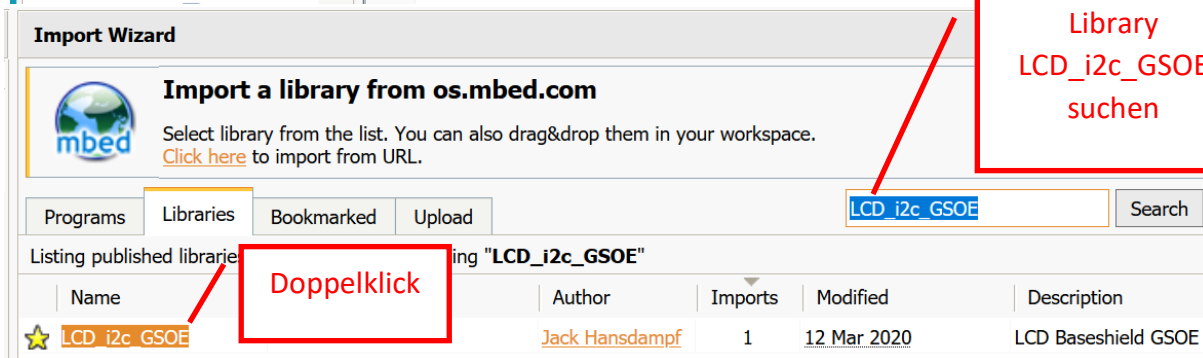 Import Wizard
Library
LCD_i2c_GSOE
suchen
mbed
Import a library from os.mbed.com
Select library from the list. You can also drag&drop them in your workspace.
Click here to import from URL.
Programs Libraries Bookmarked Upload LCD_i2c_GSOE Search
Listing published ing "LCD_i2c_GSOE"
Doppelklick
Name Author Imports Modified Description
LCD_i2c_GSOE Jack Hansdampf 1 12 Mar 2020 LCD Baseshield GSOE